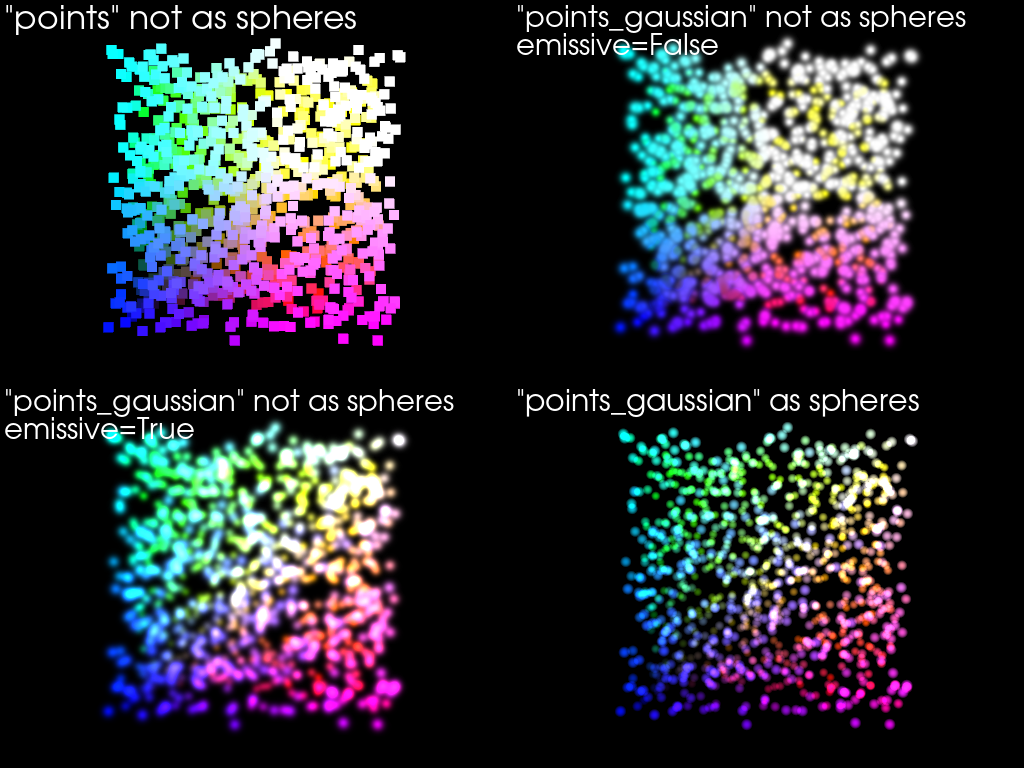 "points" not as spheres
"points_gaussian" not as spheres
emissive=False
"points_gaussian" not as spheres
emissive=True
"points_gaussian" as spheres